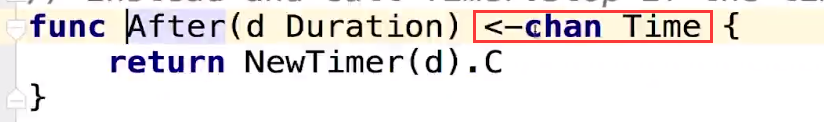 func After(d Duration) <-chan Time {
    return NewTimer(d).C
}